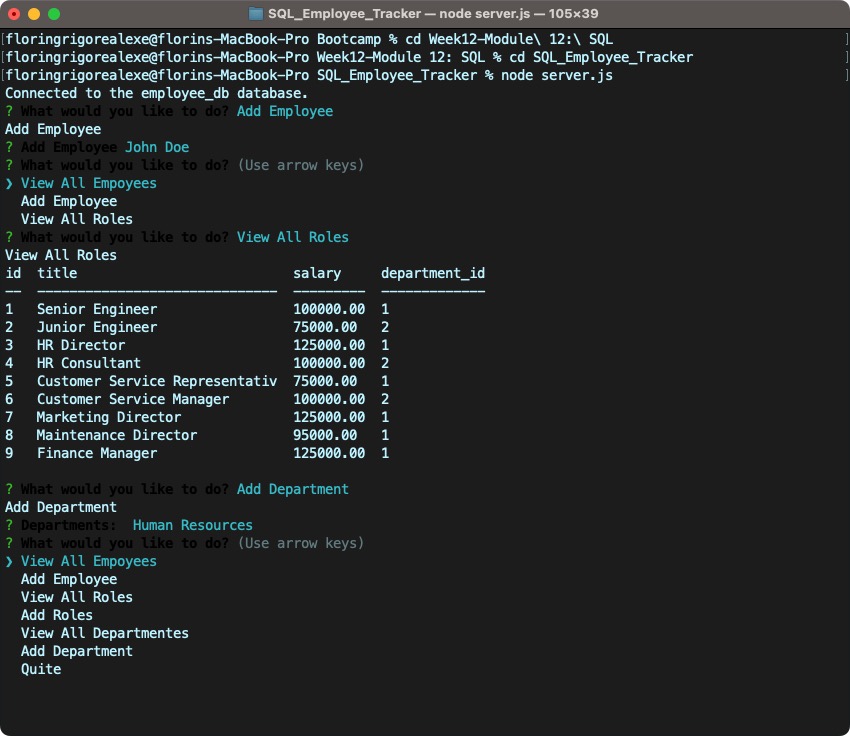 SQL_Employee_Tracker — node server.js — 105×39
[floringrigorealexe@florins-MacBook-Pro Bootcamp % cd Week12-Module\ 12:\ SQL ]
[floringrigorealexe@florins-MacBook-Pro Week12-Module 12: SQL % cd SQL_Employee_Tracker ]
[floringrigorealexe@florins-MacBook-Pro SQL_Employee_Tracker % node server.js ]
Connected to the employee_db database.
? What would you like to do? Add Employee
Add Employee
? Add Employee John Doe
? What would you like to do? (Use arrow keys)
❯ View All Empoyees
Add Employee
View All Roles
? What would you like to do? View All Roles
View All Roles
id title salary department_id
-- ------------------------------ --------- -------------
1 Senior Engineer 100000.00 1
2 Junior Engineer 75000.00 2
3 HR Director 125000.00 1
4 HR Consultant 100000.00 2
5 Customer Service Representativ 75000.00 1
6 Customer Service Manager 100000.00 2
7 Marketing Director 125000.00 1
8 Maintenance Director 95000.00 1
9 Finance Manager 125000.00 1
? What would you like to do? Add Department
Add Department
? Departments: Human Resources
? What would you like to do? (Use arrow keys)
❯ View All Empoyees
Add Employee
View All Roles
Add Roles
View All Departmentes
Add Department
Quite